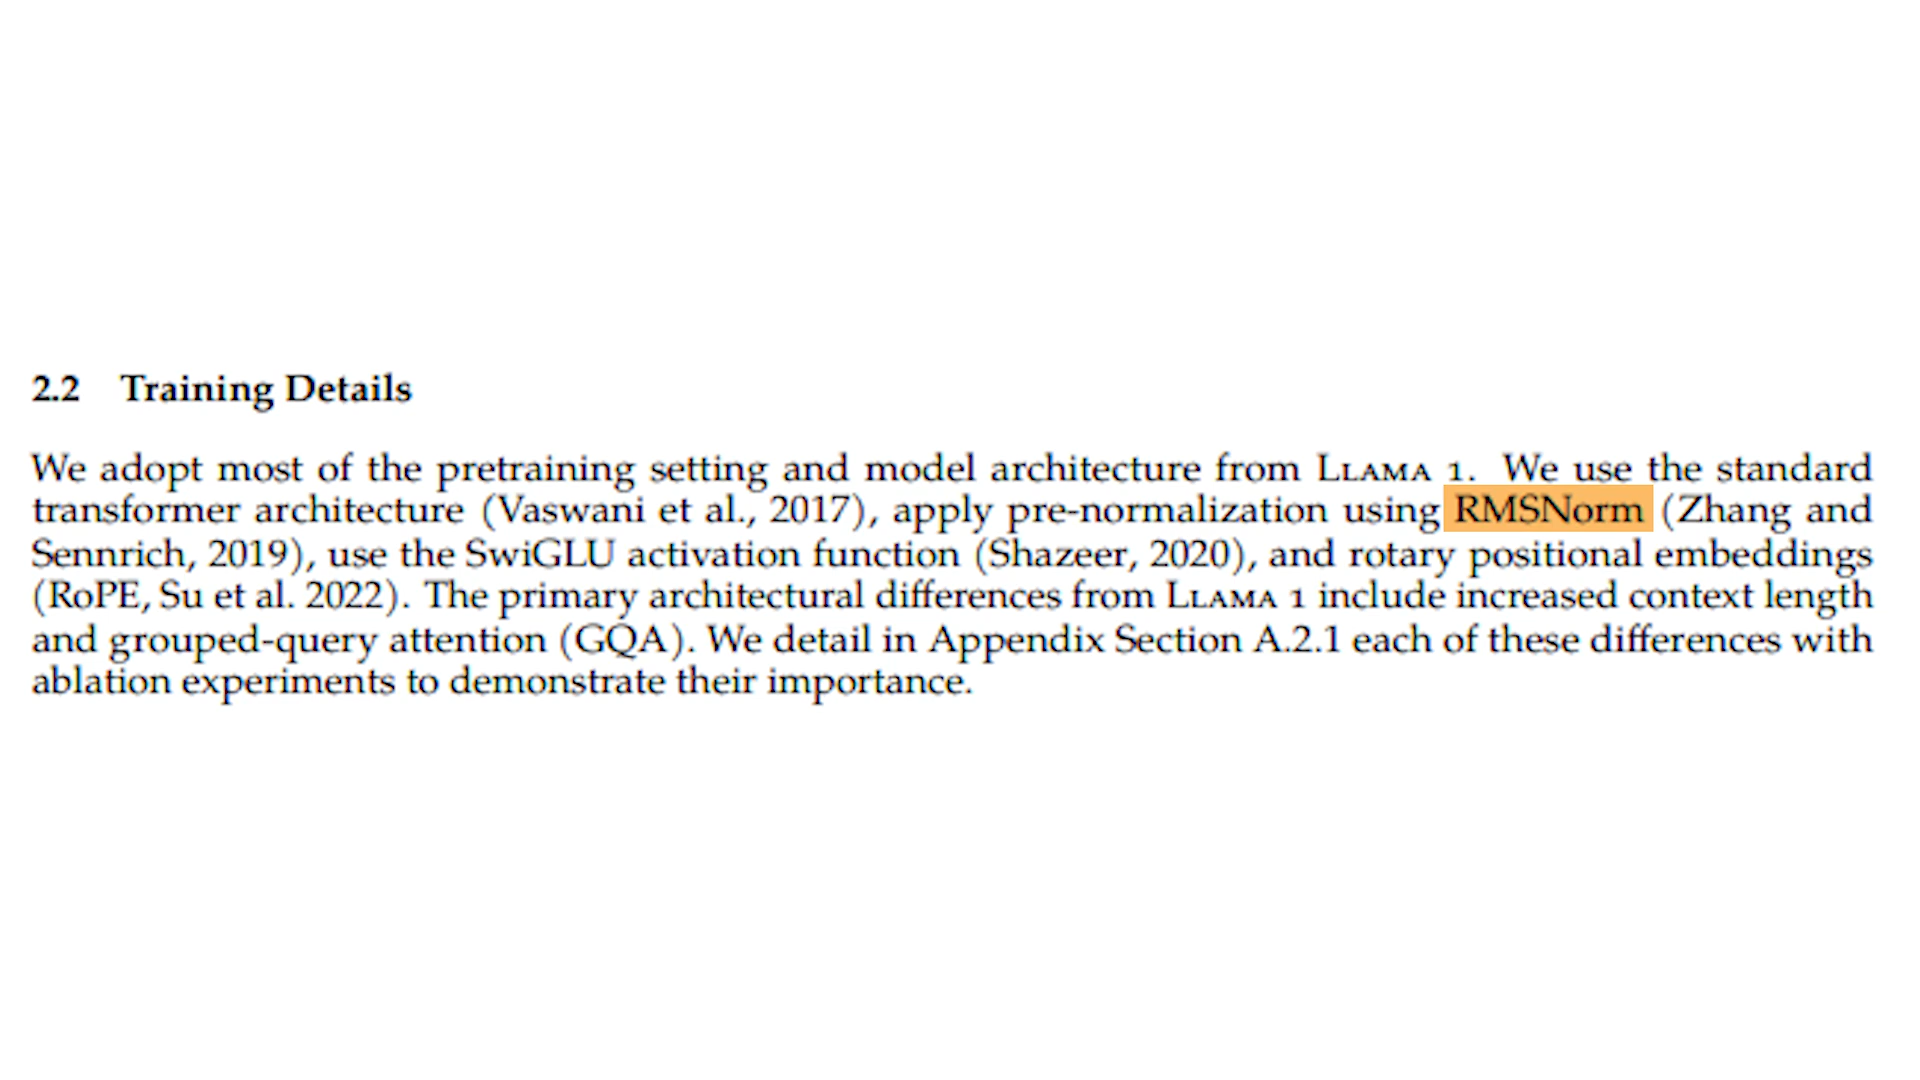 2.2 Training Details
We adopt most of the pretraining setting and model architecture from Llama 1. We use the standard
transformer architecture (Vaswani et al., 2017), apply pre-normalization using RMSNorm (Zhang and
Sennrich, 2019), use the SwiGLU activation function (Shazeer, 2020), and rotary positional embeddings
(RoPE, Su et al. 2022). The primary architectural differences from Llama 1 include increased context length
and grouped-query attention (GQA). We detail in Appendix Section A.2.1 each of these differences with
ablation experiments to demonstrate their importance.